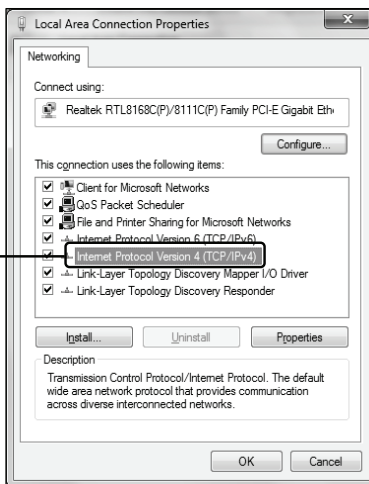 Local Area Connection Properties
Networking
Connect using:
Realtek RTL8168C(P)/8111C(P) Family PCI-E Gigabit Eth
Configure...
This connection uses the following items:
Client for Microsoft Networks
QoS Packet Scheduler
File and Printer Sharing for Microsoft Networks
Internet Protocol Version 6 (TCP/IPv6)
Internet Protocol Version 4 (TCP/IPv4)
Link-Layer Topology Discovery Mapper I/O Driver
Link-Layer Topology Discovery Responder
Install... Uninstall Properties
Description
Transmission Control Protocol/Internet Protocol. The default
wide area network protocol that provides communication
across diverse interconnected networks.
OK Cancel